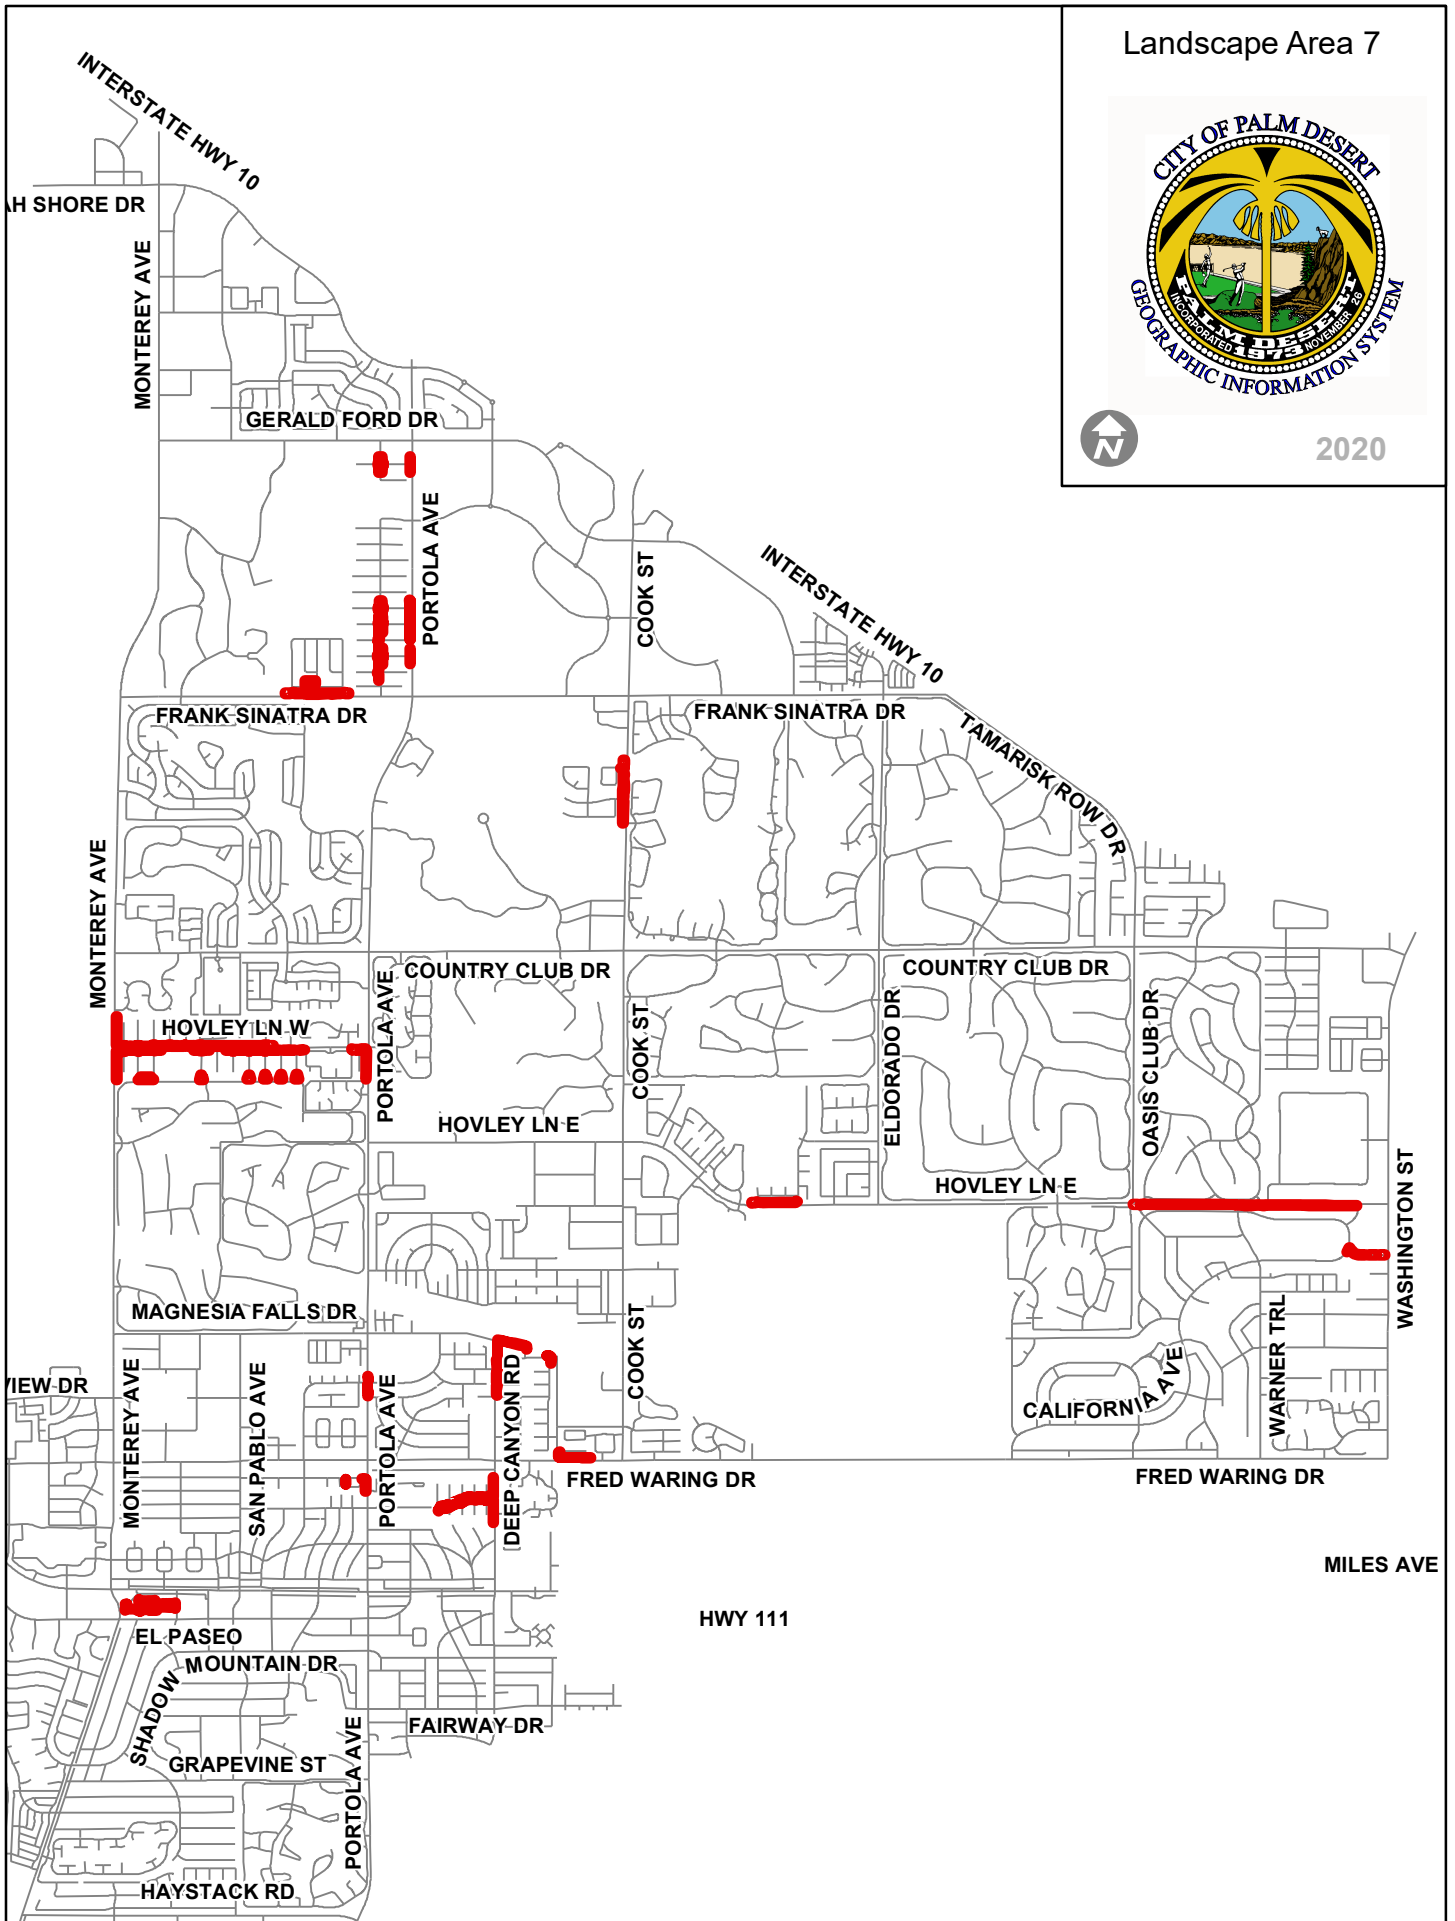 Landscape Area 7
CITY OF PALM DESERT
PALM DESERT
INCORPORATED 1973 NOVEMBER 26
GEOGRAPHIC INFORMATION SYSTEM
N
2020
INTERSTATE HWY 10
AH SHORE DR
MONTEREY AVE
GERALD FORD DR
PORTOLA AVE
COOK ST
INTERSTATE HWY 10
FRANK SINATRA DR
FRANK SINATRA DR
TAMARISK ROW DR
MONTEREY AVE
COUNTRY CLUB DR
COUNTRY CLUB DR
HOVLEY LN W
PORTOLA AVE
COOK ST
ELDORADO DR
OASIS CLUB DR
HOVLEY LN E
HOVLEY LN E
WASHINGTON ST
MAGNESIA FALLS DR
COOK ST
VIEW DR
MONTEREY AVE
SAN PABLO AVE
PORTOLA AVE
DEEP CANYON RD
CALIFORNIA AVE
WARNER TRL
FRED WARING DR
FRED WARING DR
MILES AVE
HWY 111
EL PASEO
SHADOW MOUNTAIN DR
FAIRWAY DR
GRAPEVINE ST
PORTOLA AVE
HAYSTACK RD